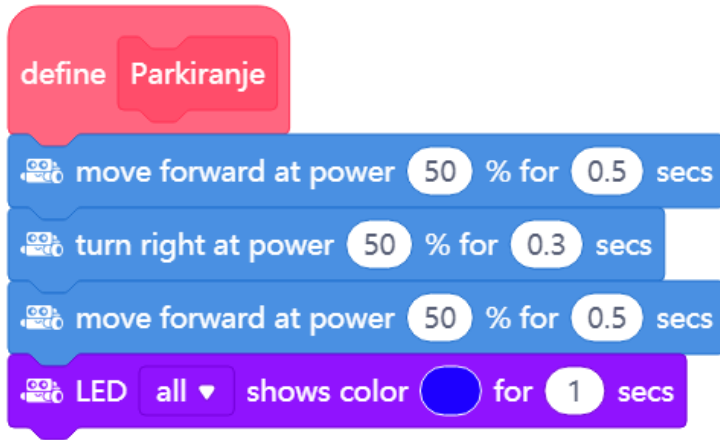 define Parkiranje
move forward at power 50 % for 0.5 secs
turn right at power 50 % for 0.3 secs
move forward at power 50 % for 0.5 secs
LED all ▼ shows color for 1 secs